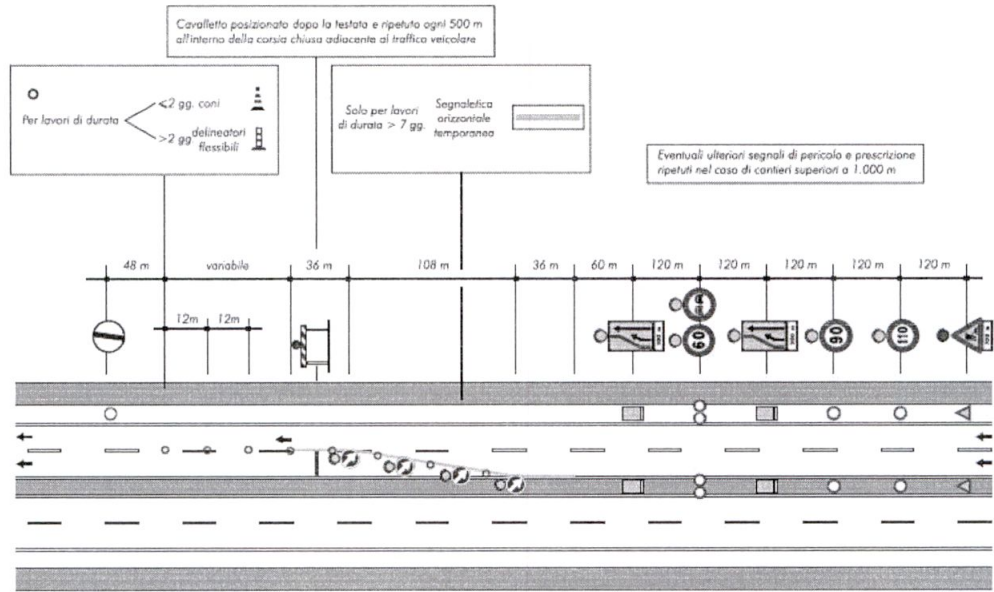 Cavalletto posizionato dopo la testata e ripetuto ogni 500 m
all'interno della corsia chiusa adiacente al traffico veicolare
Per lavori di durata
<2 gg. coni
>2 gg. delineatori
flessibili
Solo per lavori
di durata > 7 gg.
Segnaletica
orizzontale
temporanea
Eventuali ulteriori segnali di pericolo e prescrizione
ripetuti nel caso di cantieri superiori a 1.000 m
48 m
variabile
36 m
108 m
36 m
60 m
120 m
120 m
120 m
120 m
120 m
12m
12m
60
90
110